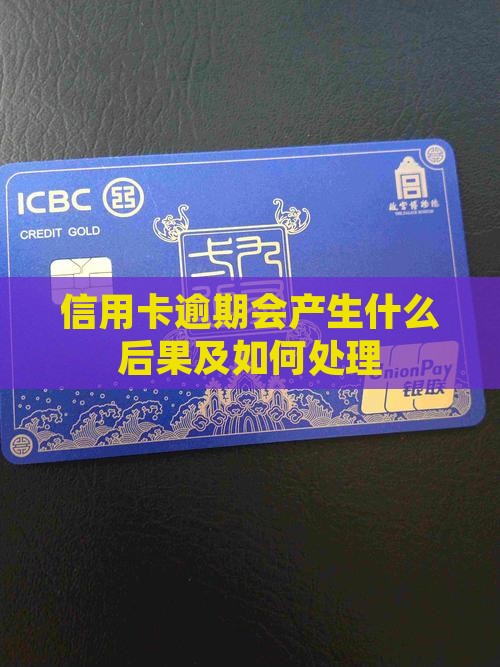 ICBC
CREDIT GOLD
故宫博物院
THE PALACE MUSEUM
信用卡逾期会产生什么
后果及如何处理
UnionPay
银联